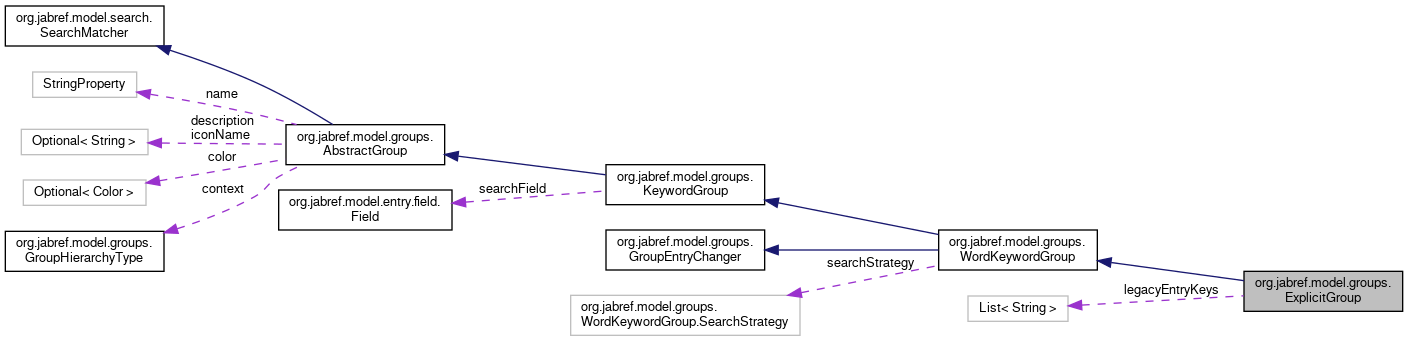 org.jabref.model.search.
SearchMatcher
StringProperty
name
description
iconName
Optional< String >
color
Optional< Color >
context
org.jabref.model.groups.
GroupHierarchyType
org.jabref.model.groups.
AbstractGroup
org.jabref.model.entry.field.
Field
searchField
org.jabref.model.groups.
KeywordGroup
org.jabref.model.groups.
GroupEntryChanger
searchStrategy
org.jabref.model.groups.
WordKeywordGroup.SearchStrategy
org.jabref.model.groups.
WordKeywordGroup
legacyEntryKeys
List< String >
org.jabref.model.groups.
ExplicitGroup